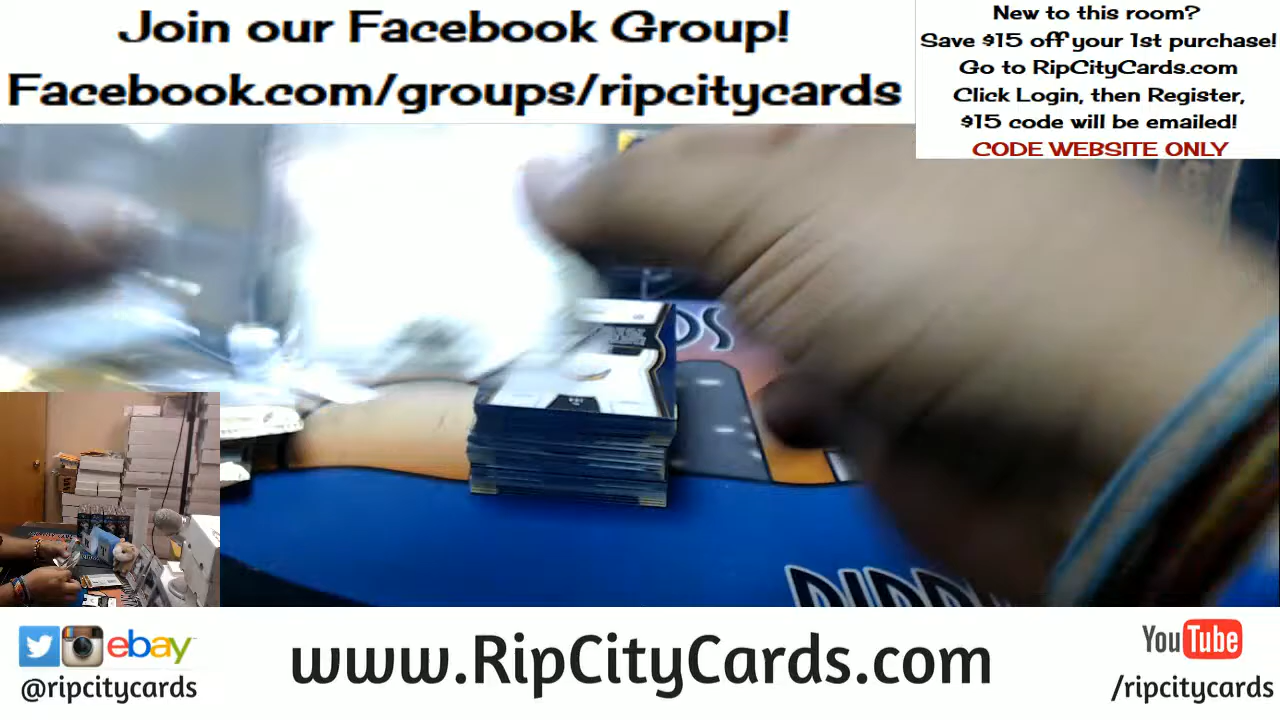 Join our Facebook Group!
Facebook.com/groups/ripcitycards
New to this room?
Save $15 off your 1st purchase!
Go to RipCityCards.com
Click Login, then Register,
$15 code will be emailed!
CODE WEBSITE ONLY
ebay
@ripcitycards
www.RipCityCards.com
YouTube
/ripcitycards